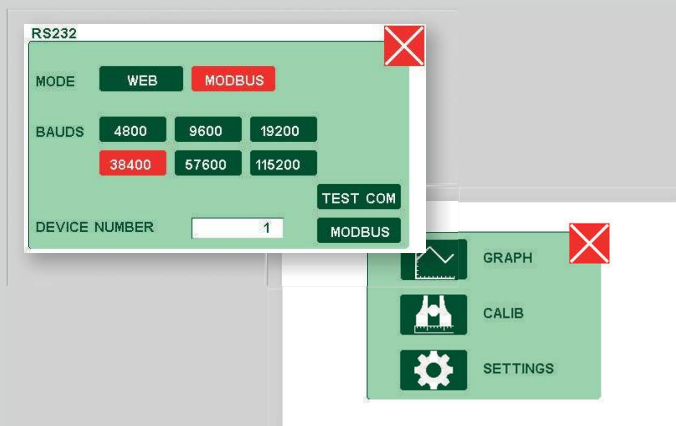 RS232
MODE WEB MODBUS
BAUDS 4800 9600 19200
38400 57600 115200
TEST COM
DEVICE NUMBER 1 MODBUS
GRAPH
CALIB
SETTINGS